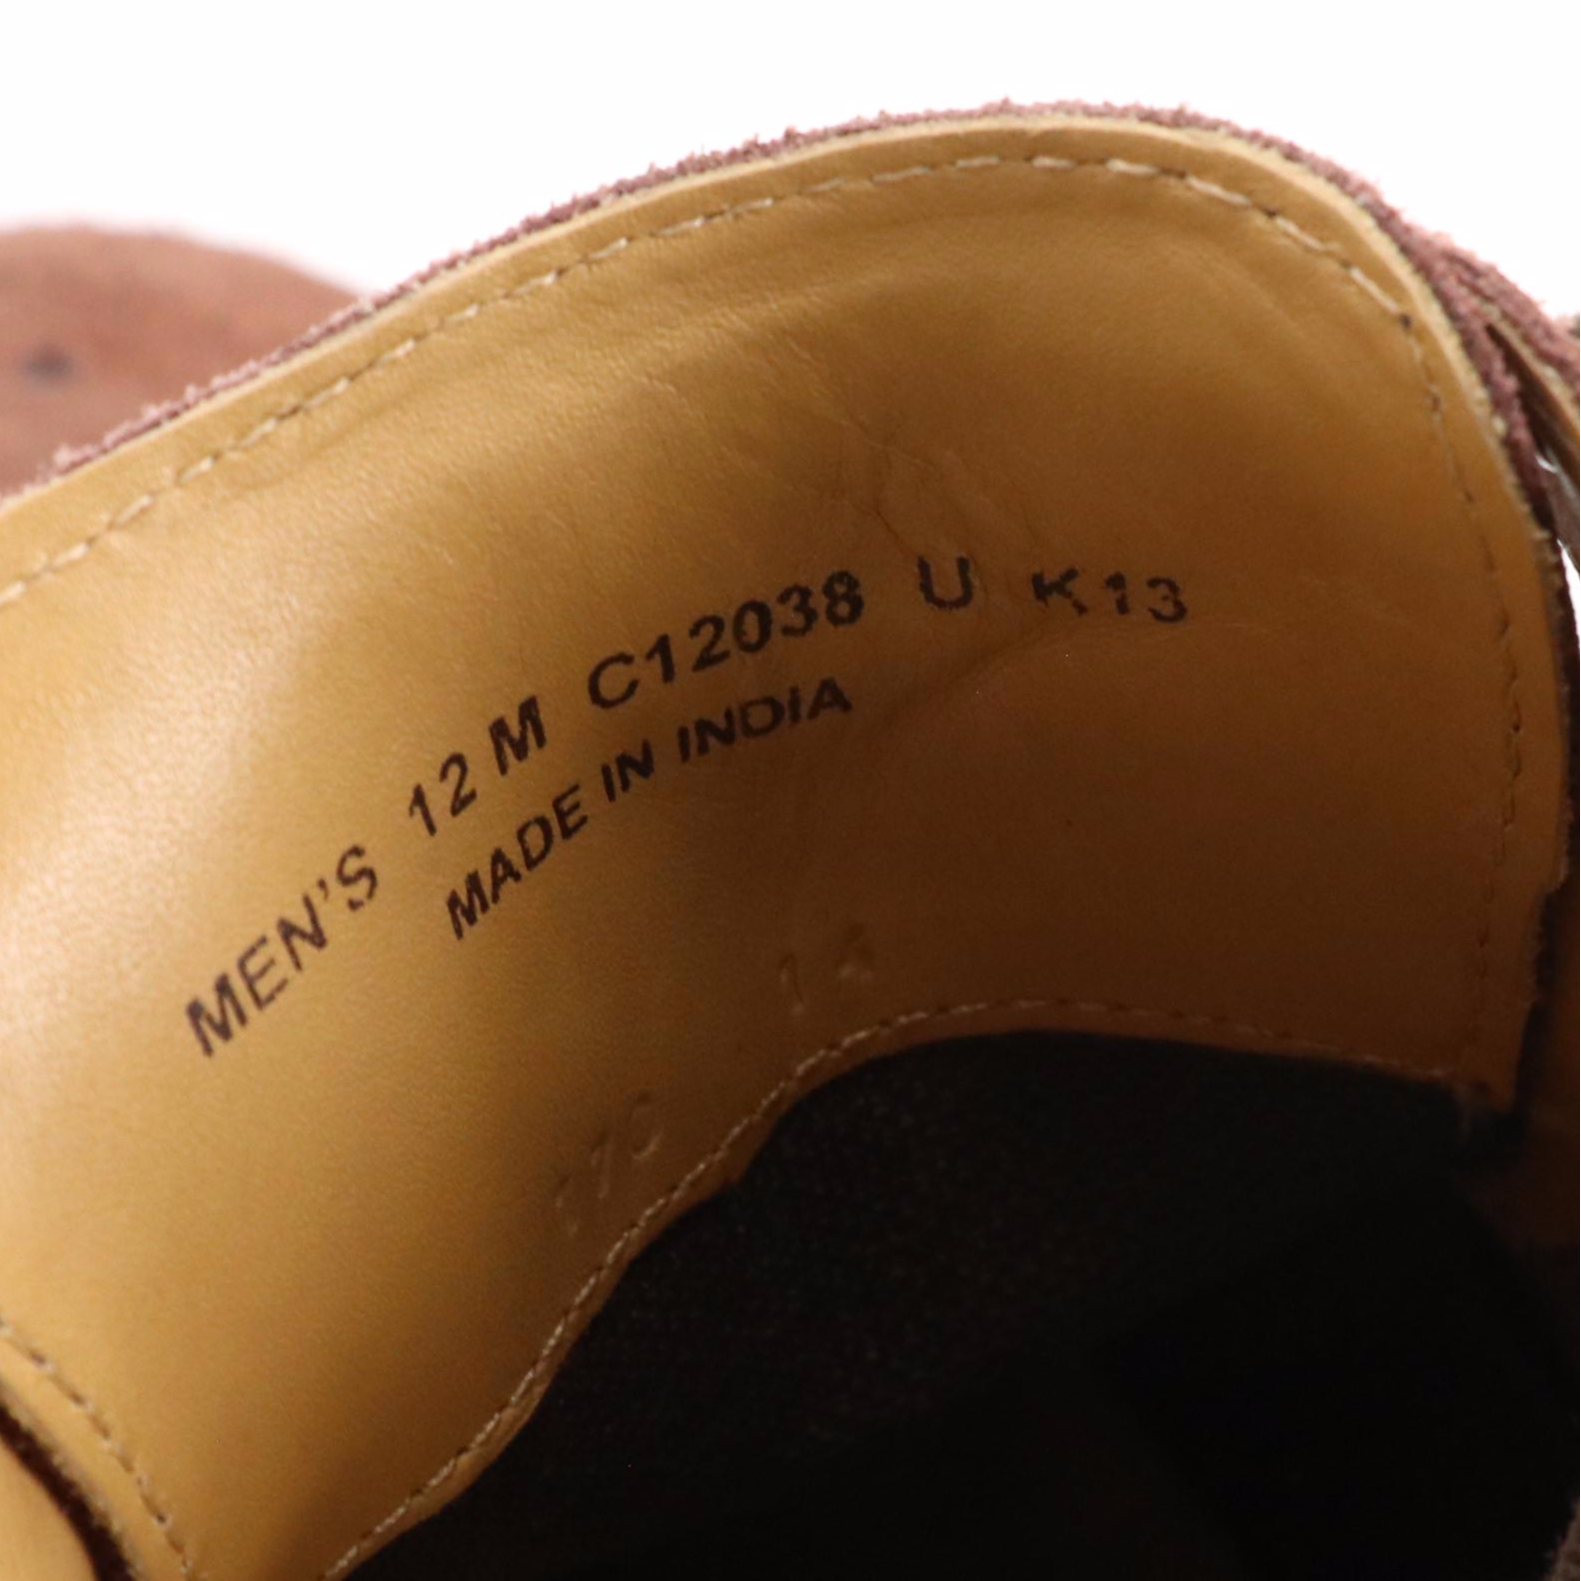 MEN'S 12 M C12038 U K13
MADE IN INDIA